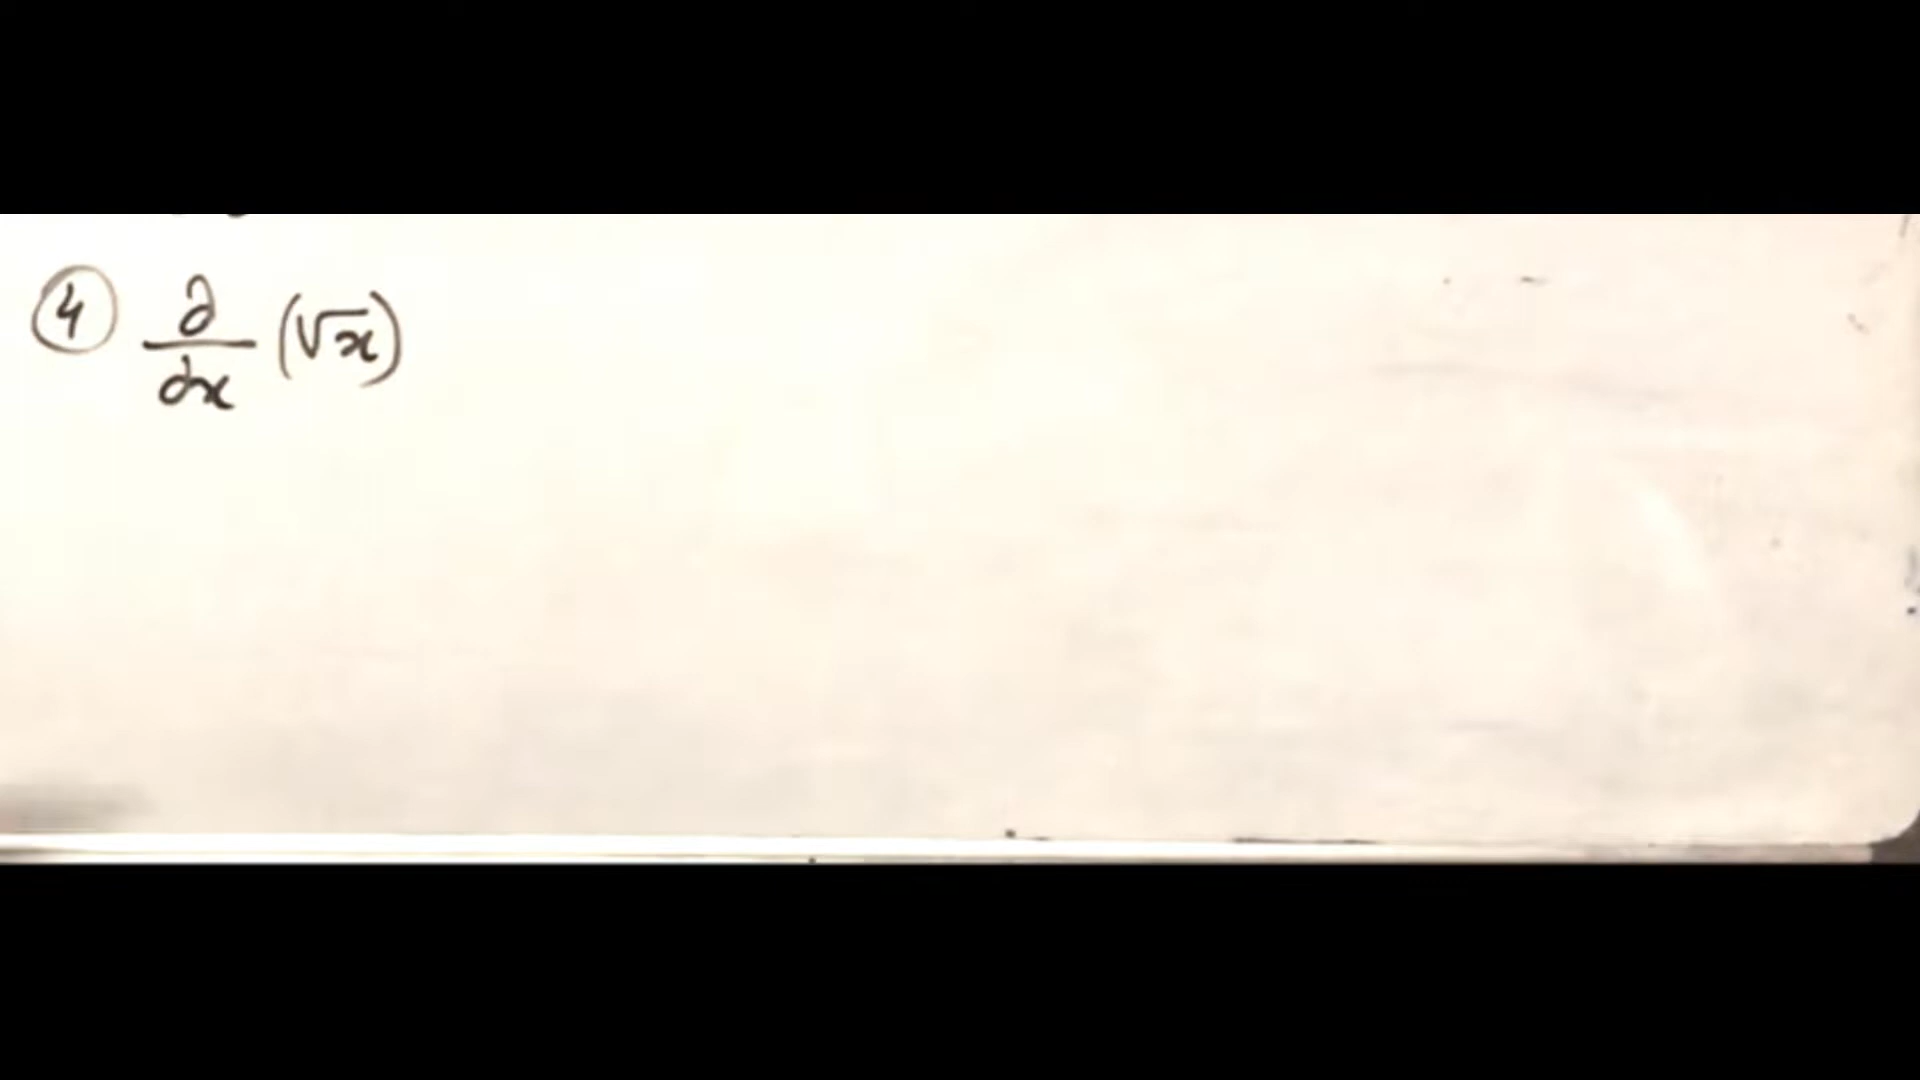 ④ ∂/∂x (√x)